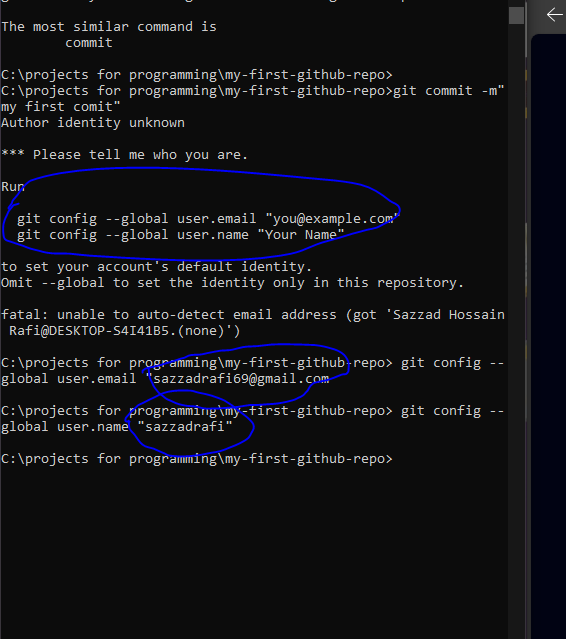 The most similar command is
commit
C:\projects for programming\my-first-github-repo>
C:\projects for programming\my-first-github-repo>git commit -m"
my first comit"
Author identity unknown
*** Please tell me who you are.
Run
git config --global user.email "you@example.com"
git config --global user.name "Your Name"
to set your account's default identity.
Omit --global to set the identity only in this repository.
fatal: unable to auto-detect email address (got 'Sazzad Hossain
Rafi@DESKTOP-S4I41B5.(none)')
C:\projects for programming\my-first-github-repo> git config --
global user.email "sazzadrafi69@gmail.com
C:\projects for programming\my-first-github-repo> git config --
global user.name "sazzadrafi"
C:\projects for programming\my-first-github-repo>